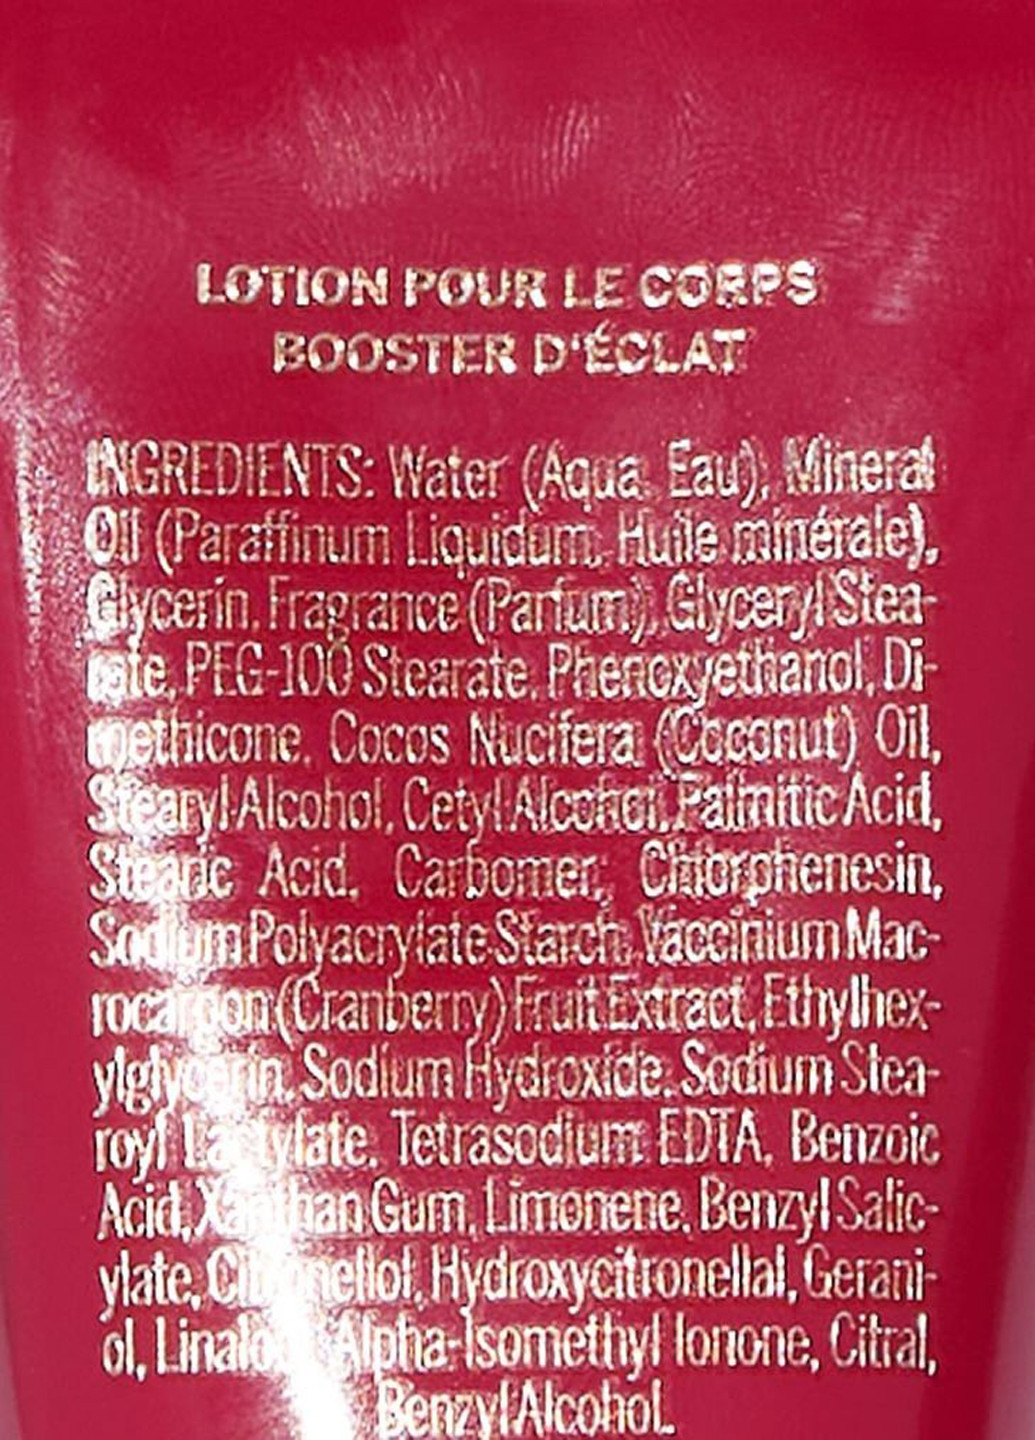 LOTION POUR LE CORPS
BOOSTER D'ÉCLAT
INGREDIENTS: Water (Aqua, Eau), Mineral
Oil (Paraffinum Liquidum, Huile minérale),
Glycerin, Fragrance (Parfum), Glyceryl Stea-
rate, PEG-100 Stearate, Phenoxyethanol, Di-
methicone, Cocos Nucifera (Coconut) Oil,
Stearyl Alcohol, Cetyl Alcohol, Palmitic Acid,
Stearic Acid, Carbomer, Chlorphenesin,
Sodium Polyacrylate Starch, Vaccinium Mac-
rocarpon (Cranberry) Fruit Extract, Ethylhex-
ylglycerin, Sodium Hydroxide, Sodium Stea-
royl Lactylate, Tetrasodium EDTA, Benzoic
Acid, Xanthan Gum, Limonene, Benzyl Salic-
ylate, Citronellol, Hydroxycitronellal, Gerani-
ol, Linalool, Alpha-Isomethyl Ionone, Citral,
Benzyl Alcohol.